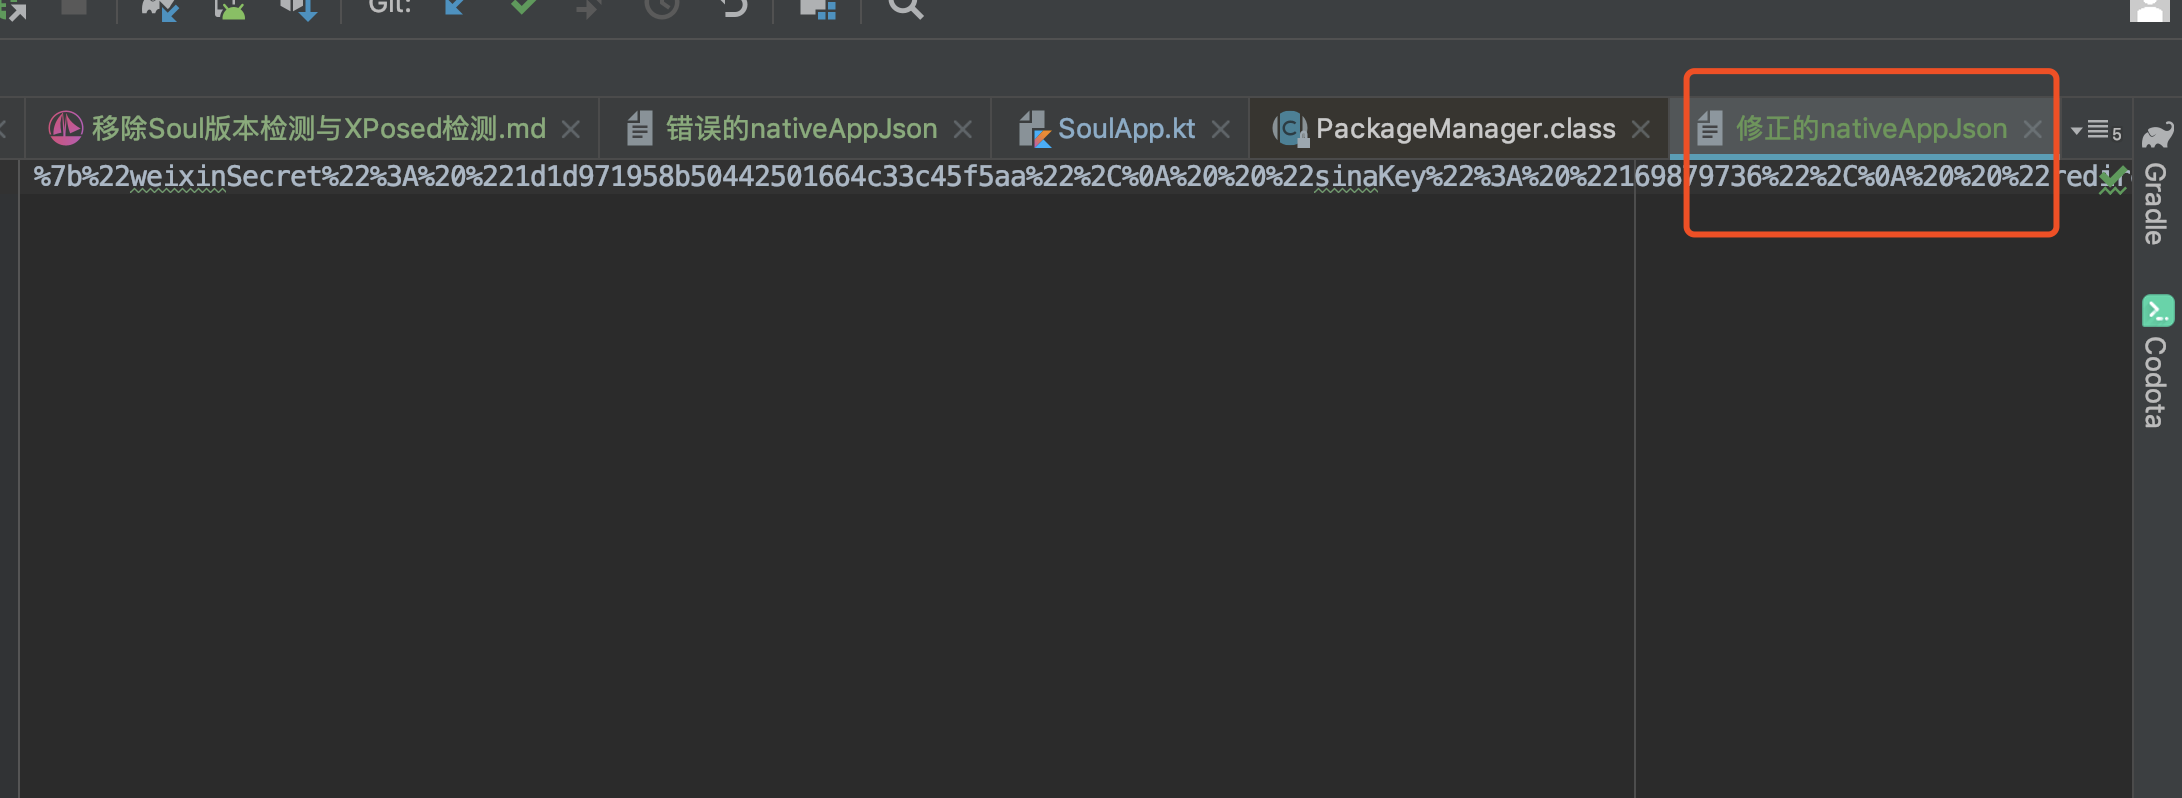 Git:
移除Soul版本检测与XPosed检测.md
错误的nativeAppJson
SoulApp.kt
PackageManager.class
修正的nativeAppJson
5
%7b%22weixinSecret%22%3A%20%221d1d971958b50442501664c33c45f5aa%22%2C%0A%20%20%22sinaKey%22%3A%20%22169879736%22%2C%0A%20%20%22redir
Gradle
Codota